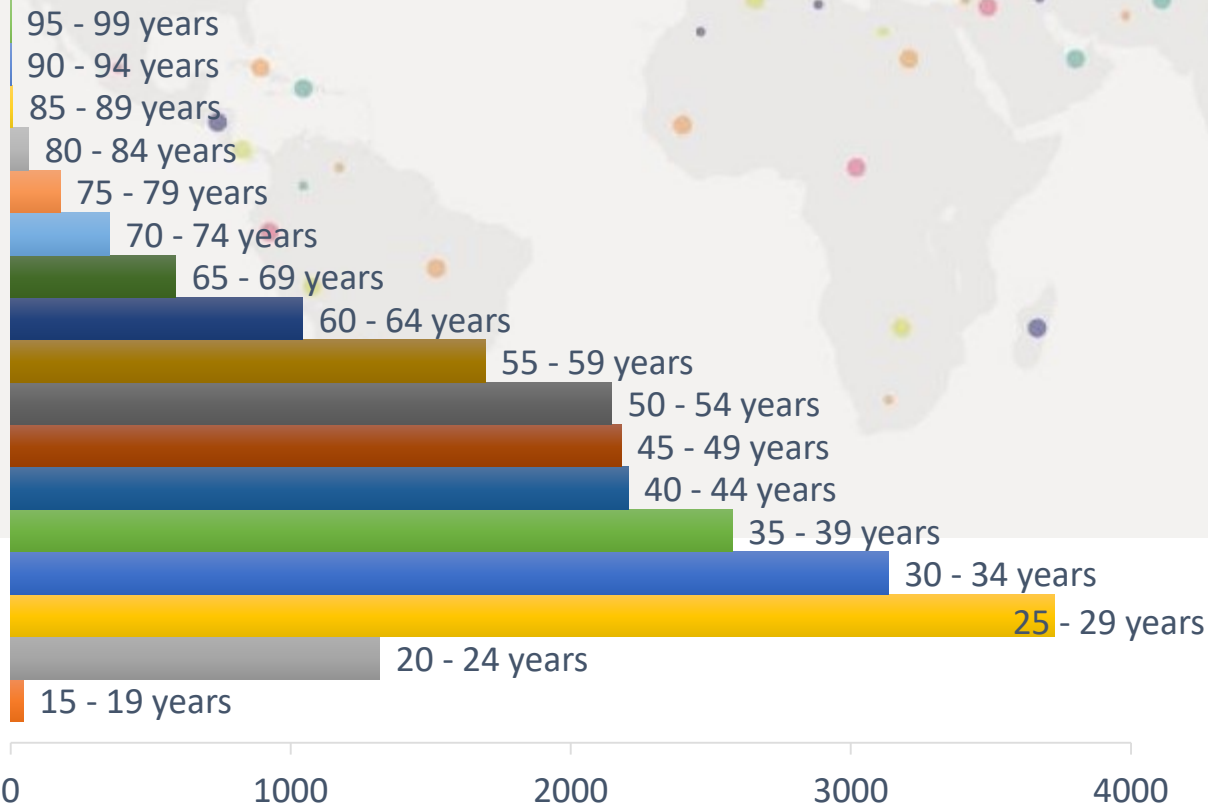 95 - 99 years
90 - 94 years
85 - 89 years
80 - 84 years
75 - 79 years
70 - 74 years
65 - 69 years
60 - 64 years
55 - 59 years
50 - 54 years
45 - 49 years
40 - 44 years
35 - 39 years
30 - 34 years
25 - 29 years
20 - 24 years
15 - 19 years
0 1000 2000 3000 4000